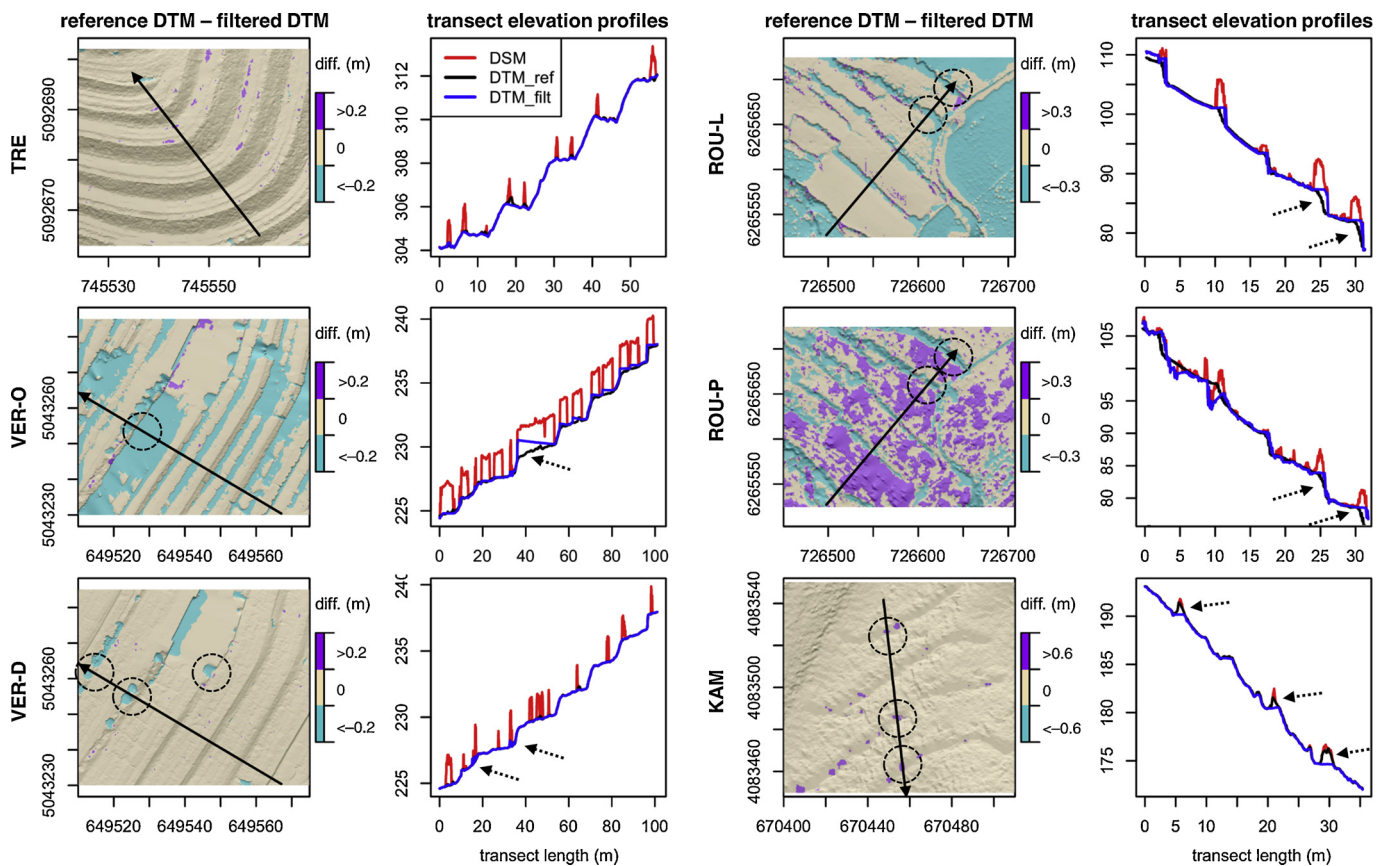 reference DTM – filtered DTM
transect elevation profiles
reference DTM – filtered DTM
transect elevation profiles
TRE
5092690
5092670
745530 745550
diff. (m)
>0.2
0
<–0.2
DSM
DTM_ref
DTM_filt
312
310
308
306
304
0 10 20 30 40 50
ROU-L
6265650
6265550
726500 726600 726700
diff. (m)
>0.3
0
<–0.3
110
100
90
80
0 5 10 15 20 25 30
VER-O
5043260
5043230
649520 649540 649560
diff. (m)
>0.2
0
<–0.2
240
235
230
225
0 20 40 60 80 100
ROU-P
6265650
6265550
726500 726600 726700
diff. (m)
>0.3
0
<–0.3
105
95
90
85
80
0 5 10 15 20 25 30
VER-D
5043260
5043230
649520 649540 649560
diff. (m)
>0.2
0
<–0.2
240
235
230
225
0 20 40 60 80 100
transect length (m)
KAM
4083540
4083500
4083460
670400 670440 670480
diff. (m)
>0.6
0
<–0.6
190
185
180
175
0 10 20 30
transect length (m)